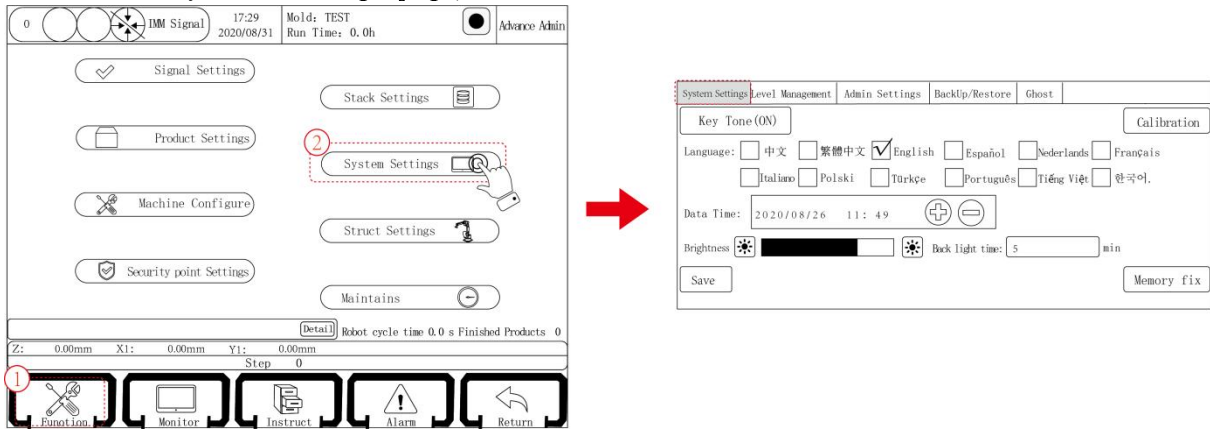 0 IMM Signal 17:29 2020/08/31 Mold: TEST Run Time: 0.0h Advance Admin
Signal Settings
Stack Settings
Product Settings
2
System Settings
Machine Configure
Struct Settings
Security point Settings
Maintains
Detail Robot cycle time 0.0 s Finished Products 0
Z: 0.00mm X1: 0.00mm Y1: 0.00mm
Step 0
1
Function Monitor Instruct Alarm Return
System Settings Level Management Admin Settings BackUp/Restore Ghost
Key Tone(ON) Calibration
Language: 中文 繁體中文 English Español Nederlands Français
Italiano Polski Türkçe Português Tiếng Việt 한국어.
Data Time: 2020/08/26 11: 49
Brightness Back light time: 5 min
Save Memory fix